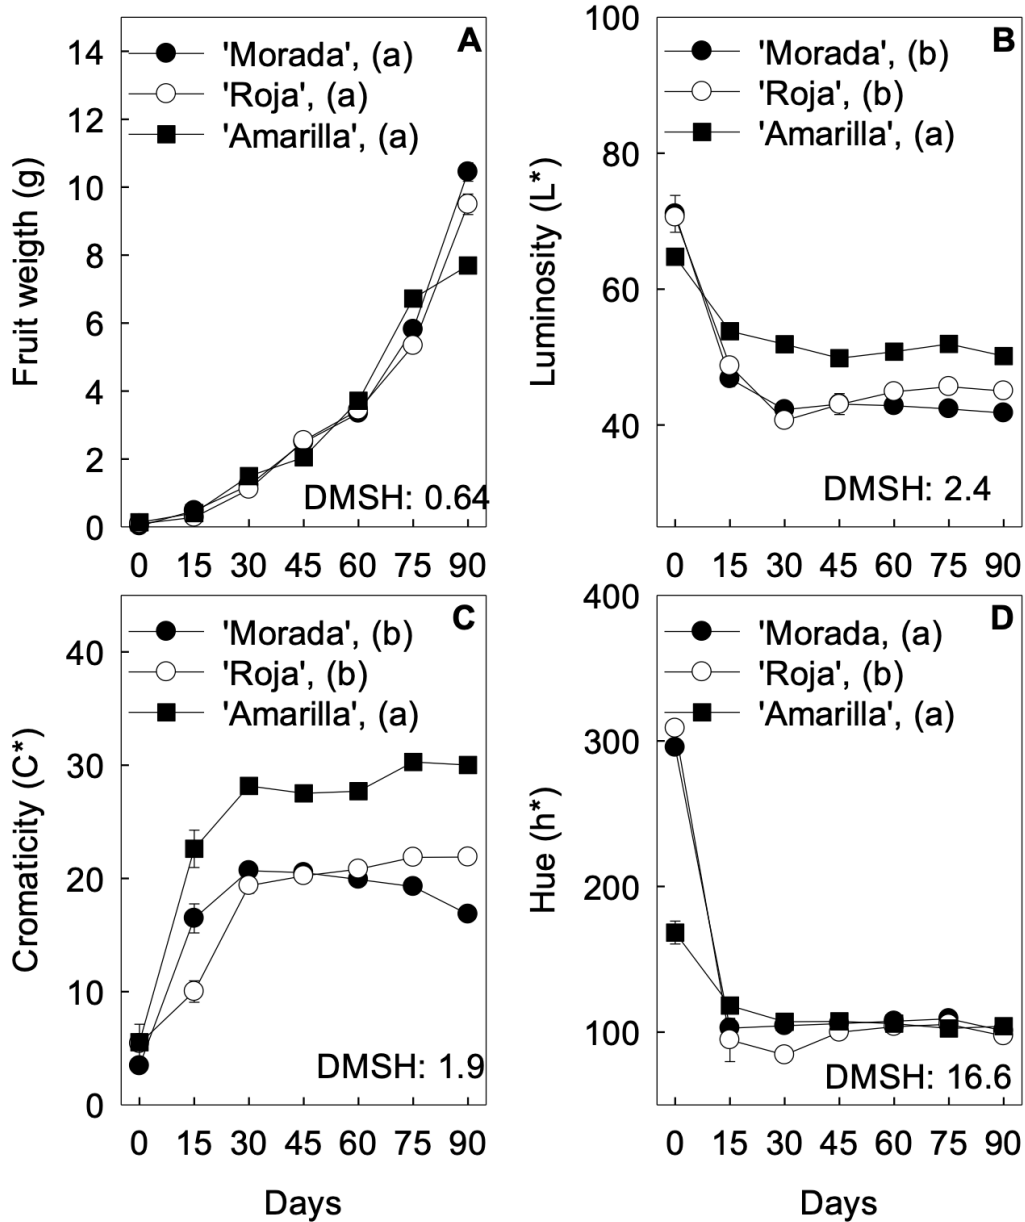 A
'Morada', (a)
'Roja', (a)
'Amarilla', (a)
14
12
10
8
6
4
2
0
Fruit weigth (g)
DMSH: 0.64
0 15 30 45 60 75 90
B
'Morada', (b)
'Roja', (b)
'Amarilla', (a)
100
80
60
40
Luminosity (L*)
DMSH: 2.4
0 15 30 45 60 75 90
C
'Morada', (b)
'Roja', (b)
'Amarilla', (a)
40
30
20
10
0
Cromaticity (C*)
DMSH: 1.9
0 15 30 45 60 75 90
Days
D
'Morada, (a)
'Roja', (b)
'Amarilla', (a)
400
300
200
100
Hue (h*)
DMSH: 16.6
0 15 30 45 60 75 90
Days